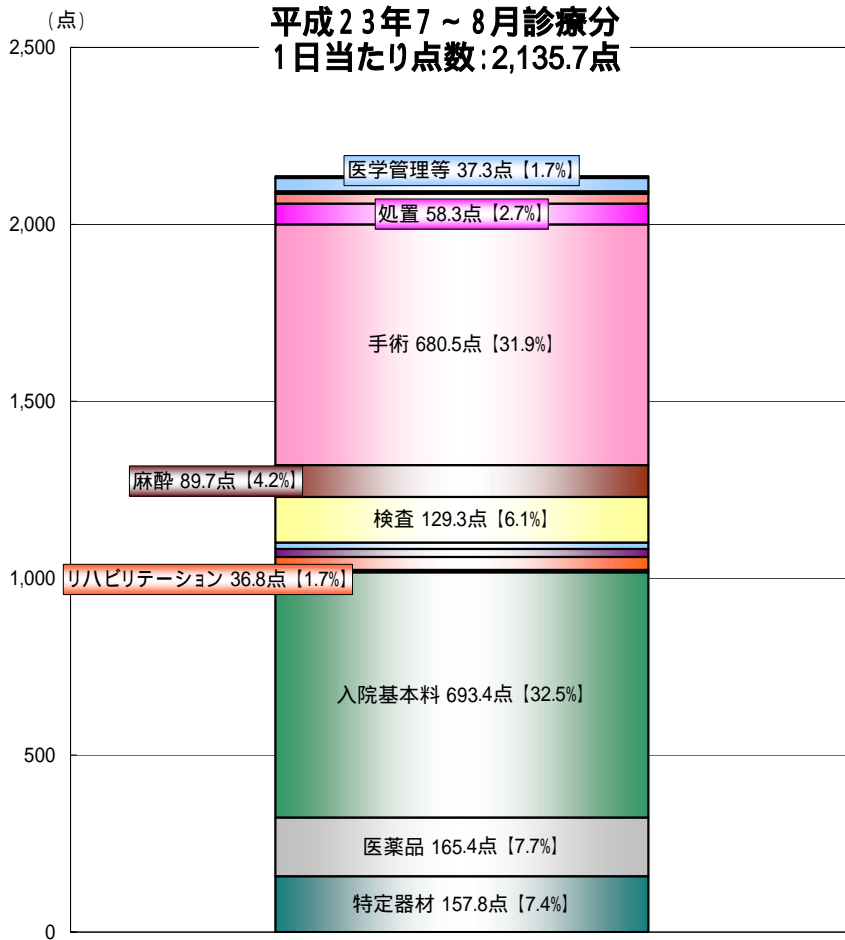 (点)
平成23年7~8月診療分
1日当たり点数:2,135.7点
2,500
医学管理等 37.3点【1.7%】
2,000
処置 58.3点【2.7%】
手術 680.5点【31.9%】
1,500
麻酔 89.7点【4.2%】
検査 129.3点【6.1%】
1,000
リハビリテーション 36.8点【1.7%】
入院基本料 693.4点【32.5%】
500
医薬品 165.4点【7.7%】
特定器材 157.8点【7.4%】
0